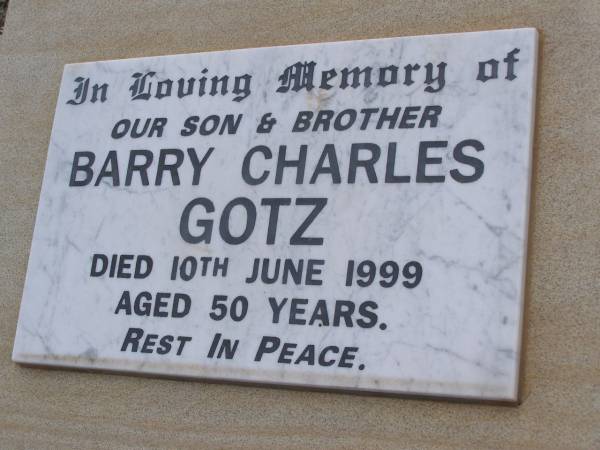 In Loving Memory of
OUR SON & BROTHER
BARRY CHARLES
GOTZ
DIED 10TH JUNE 1999
AGED 50 YEARS.
REST IN PEACE.